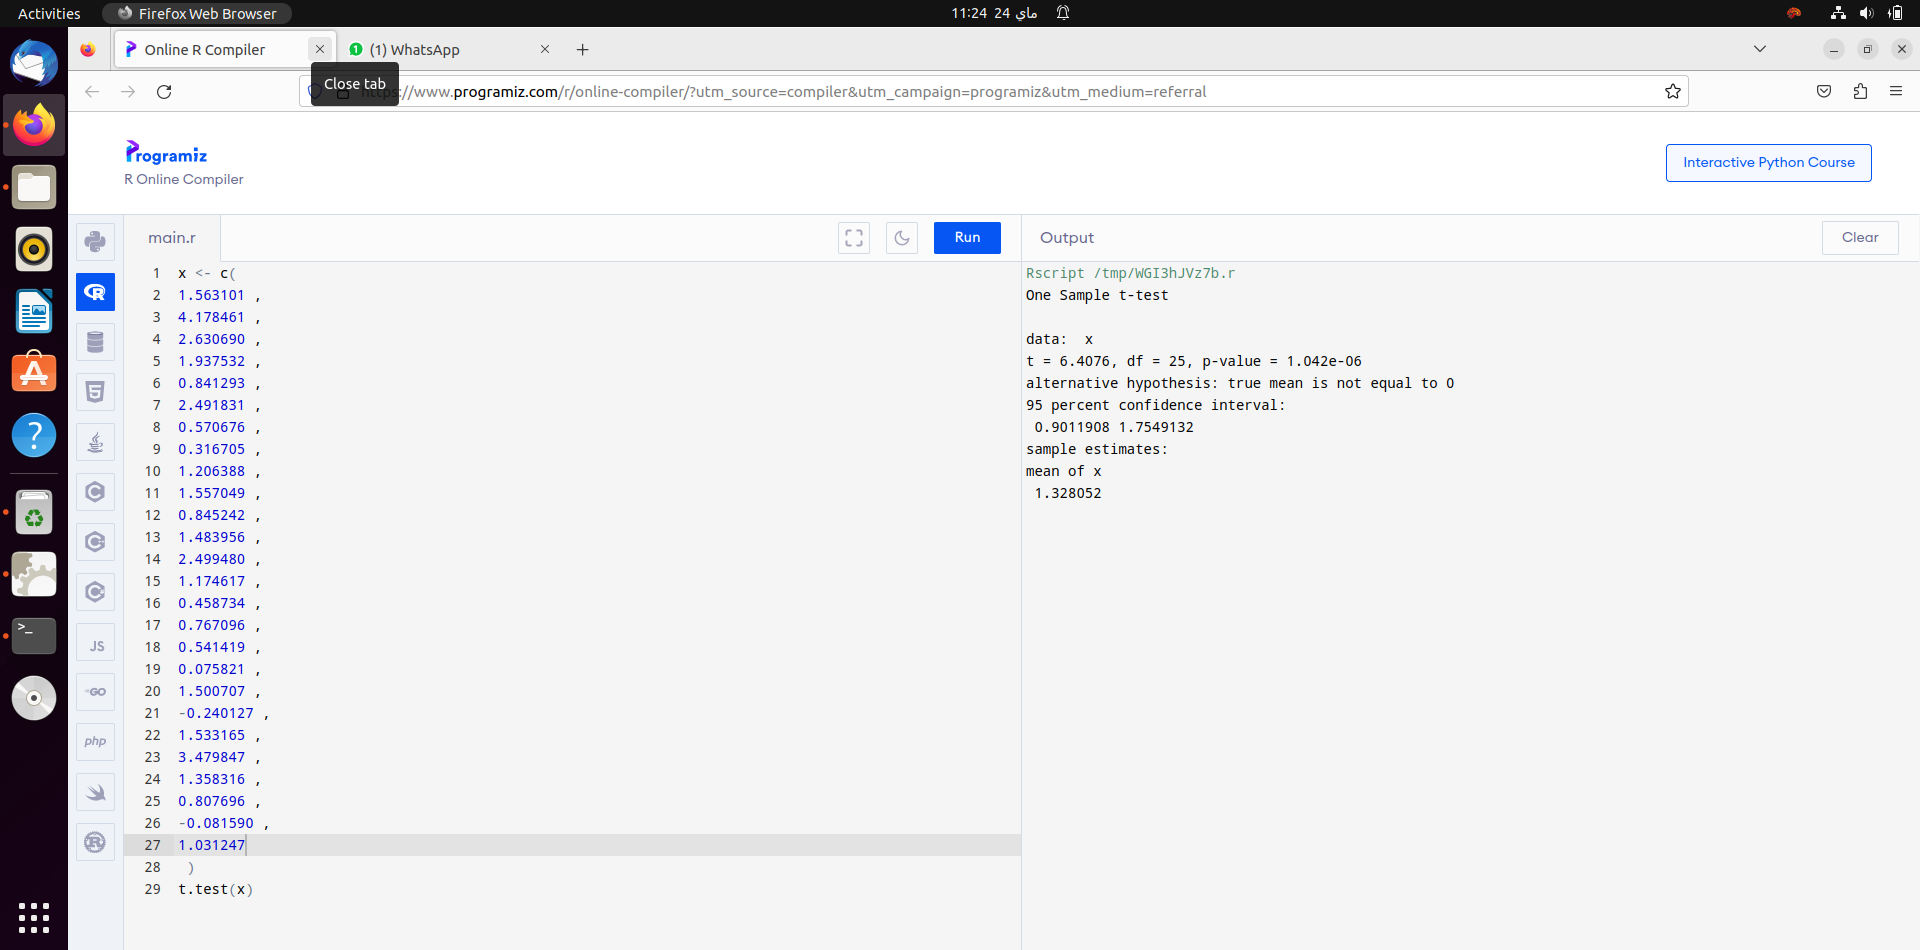 Activities
Firefox Web Browser
11:24 24 ماي
Online R Compiler
(1) WhatsApp
Close tab
www.programiz.com/r/online-compiler/?utm_source=compiler&utm_campaign=programiz&utm_medium=referral
Programiz
R Online Compiler
Interactive Python Course
main.r
Run
Output
Clear
1 x <- c(
2 1.563101 ,
3 4.178461 ,
4 2.630690 ,
5 1.937532 ,
6 0.841293 ,
7 2.491831 ,
8 0.570676 ,
9 0.316705 ,
10 1.206388 ,
11 1.557049 ,
12 0.845242 ,
13 1.483956 ,
14 2.499480 ,
15 1.174617 ,
16 0.458734 ,
17 0.767096 ,
18 0.541419 ,
19 0.075821 ,
20 1.500707 ,
21 -0.240127 ,
22 1.533165 ,
23 3.479847 ,
24 1.358316 ,
25 0.807696 ,
26 -0.081590 ,
27 1.031247
28 )
29 t.test(x)
Rscript /tmp/WGI3hJVz7b.r
One Sample t-test
data:  x
t = 6.4076, df = 25, p-value = 1.042e-06
alternative hypothesis: true mean is not equal to 0
95 percent confidence interval:
0.9011908 1.7549132
sample estimates:
mean of x
1.328052
JS
GO
php